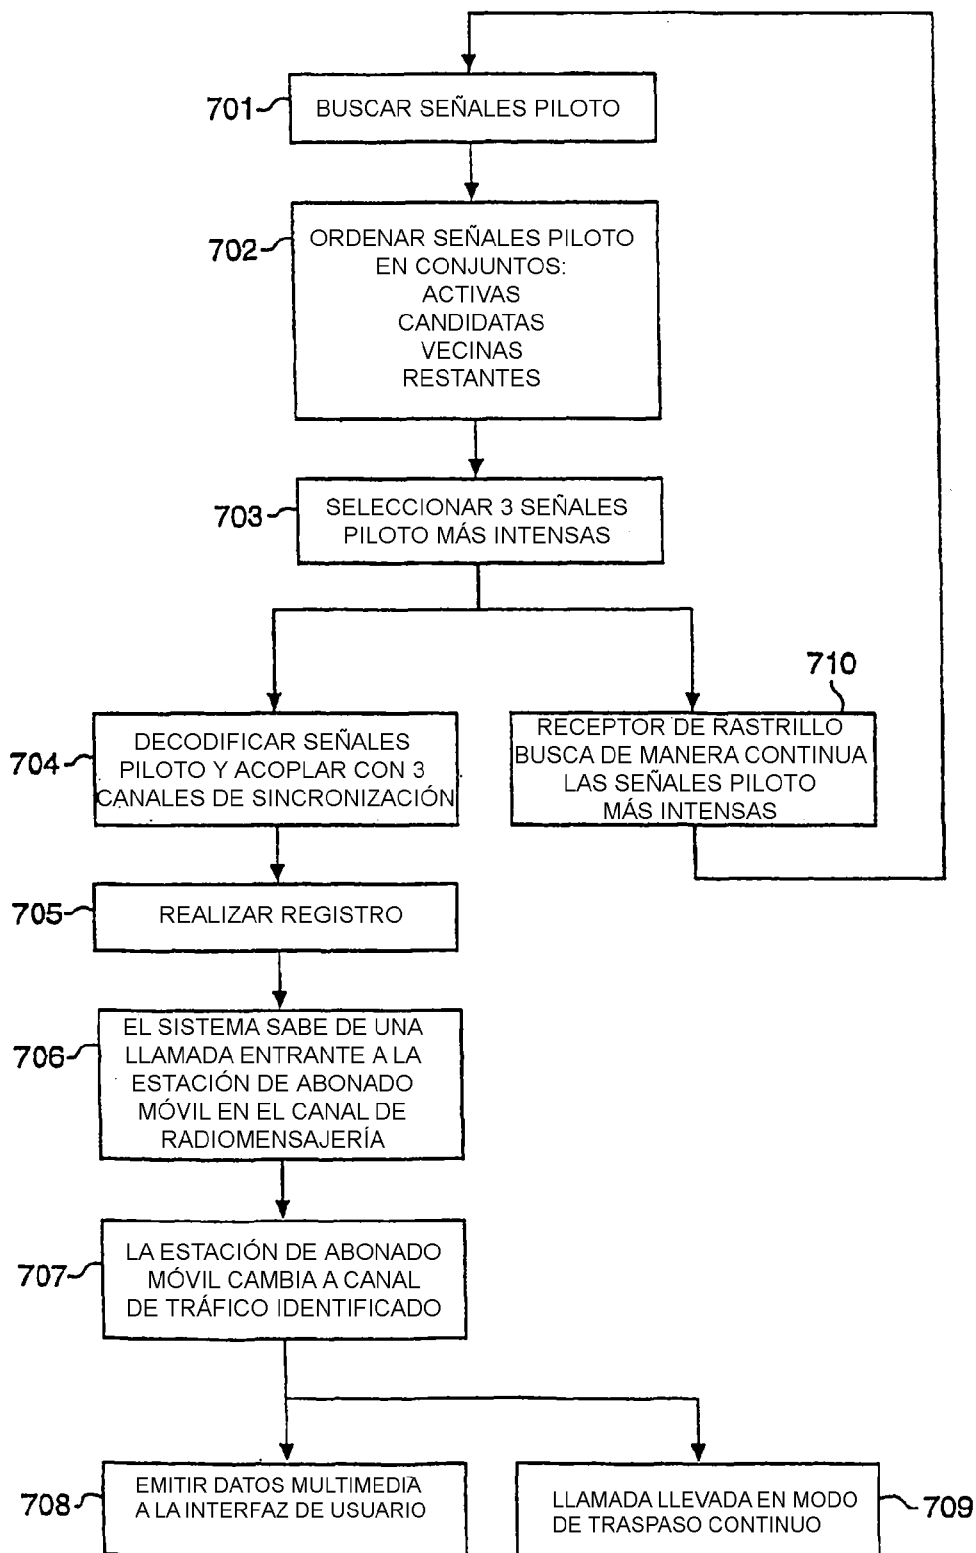 701
BUSCAR SEÑALES PILOTO
702
ORDENAR SEÑALES PILOTO
EN CONJUNTOS:
ACTIVAS
CANDIDATAS
VECINAS
RESTANTES
703
SELECCIONAR 3 SEÑALES
PILOTO MÁS INTENSAS
704
DECODIFICAR SEÑALES
PILOTO Y ACOPLAR CON 3
CANALES DE SINCRONIZACIÓN
710
RECEPTOR DE RASTRILLO
BUSCA DE MANERA CONTINUA
LAS SEÑALES PILOTO
MÁS INTENSAS
705
REALIZAR REGISTRO
706
EL SISTEMA SABE DE UNA
LLAMADA ENTRANTE A LA
ESTACIÓN DE ABONADO
MÓVIL EN EL CANAL DE
RADIOMENSAJERÍA
707
LA ESTACIÓN DE ABONADO
MÓVIL CAMBIA A CANAL
DE TRÁFICO IDENTIFICADO
708
EMITIR DATOS MULTIMEDIA
A LA INTERFAZ DE USUARIO
LLAMADA LLEVADA EN MODO
DE TRASPASO CONTINUO
709